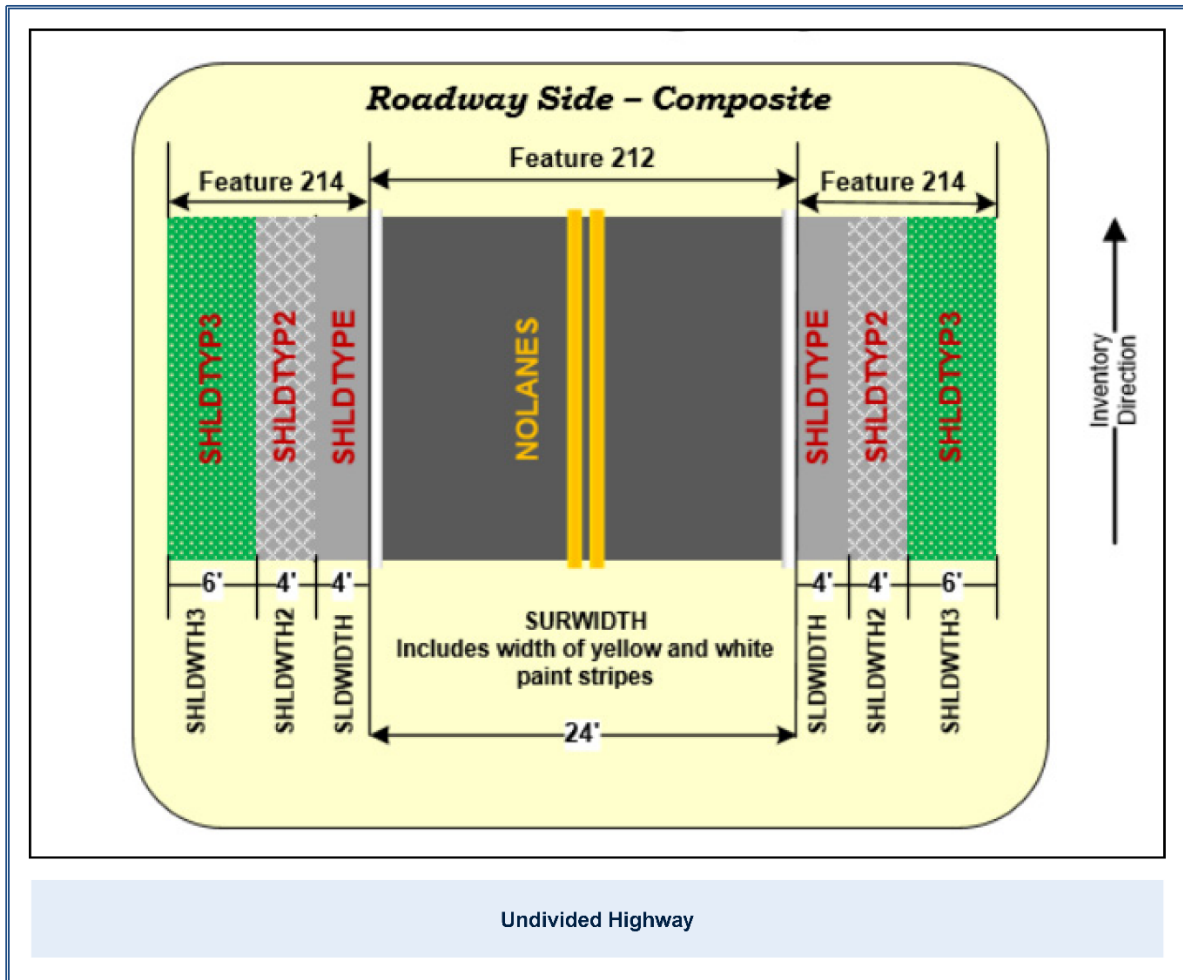 Roadway Side – Composite
Feature 212
Feature 214
Feature 214
SHLDTYP3
SHLDTYP2
SHLDTYPE
NOLANES
SHLDTYPE
SHLDTYP2
SHLDTYP3
Inventory
Direction
6'
4'
4'
4'
4'
6'
SHLDWTH3
SHLDWTH2
SLDWIDTH
SURWIDTH
Includes width of yellow and white
paint stripes
SLDWIDTH
SHLDWTH2
SHLDWTH3
24'
Undivided Highway